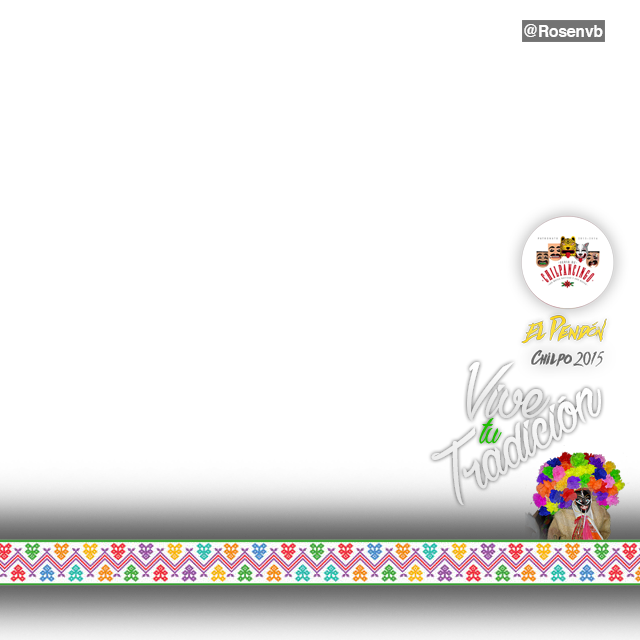 @Rosenvb
CHILPANCINGO
El Pendón
Chilpo 2015
Vive
tu
Tradición